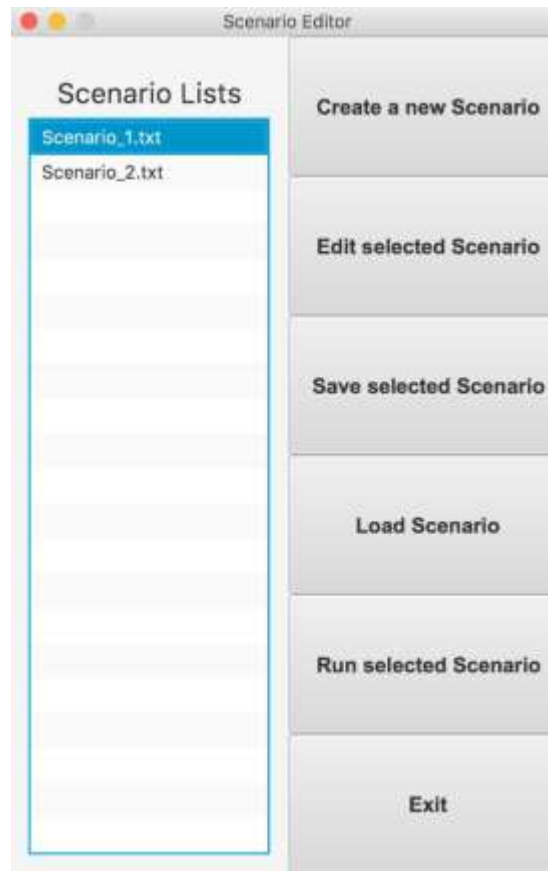 Scenario Editor
Scenario Lists
Scenario_1.txt
Scenario_2.txt
Create a new Scenario
Edit selected Scenario
Save selected Scenario
Load Scenario
Run selected Scenario
Exit